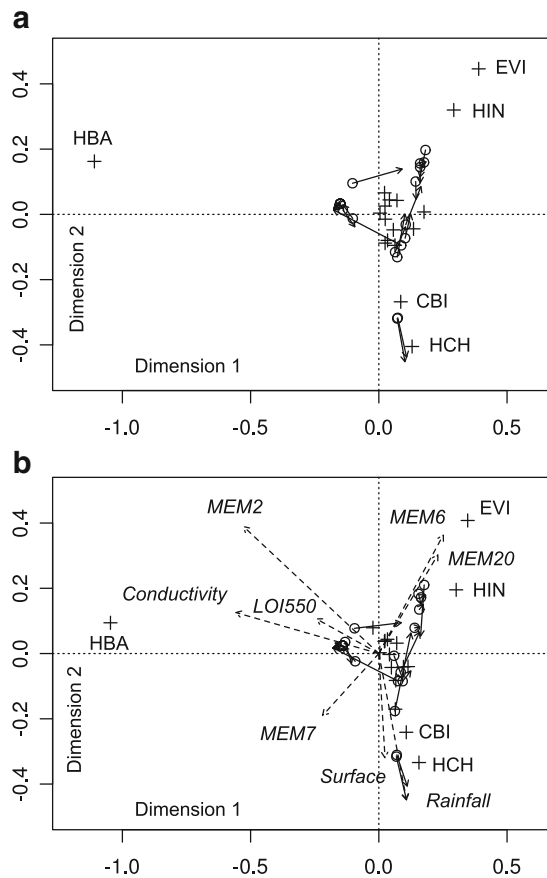 a
EVI
HIN
HBA
CBI
HCH
Dimension 1
Dimension 2
0.4
0.2
0.0
-0.2
-0.4
-1.0 -0.5 0.0 0.5
b
MEM2
MEM6
EVI
MEM20
Conductivity
LOI550
HIN
HBA
MEM7
CBI
HCH
Surface
Rainfall
Dimension 1
Dimension 2
0.4
0.2
0.0
-0.2
-0.4
-1.0 -0.5 0.0 0.5